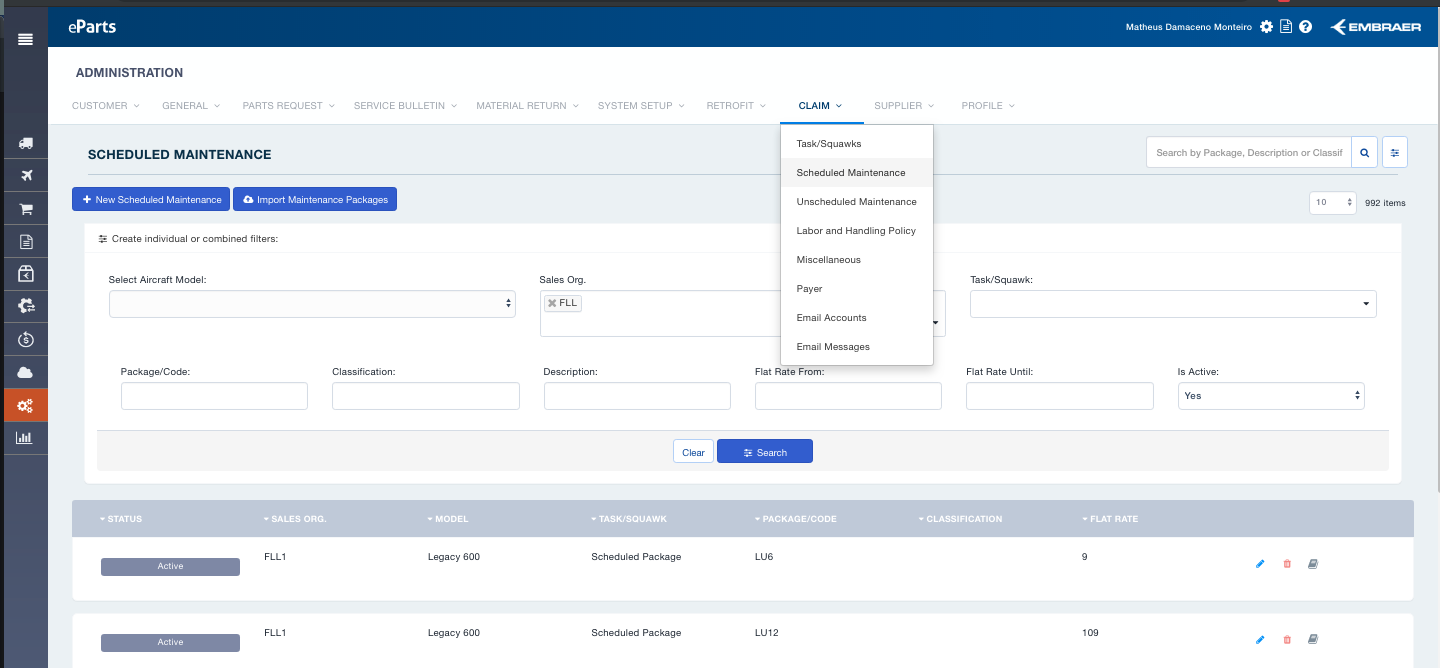 eParts
Matheus Damaceno Monteiro
EMBRAER
ADMINISTRATION
CUSTOMER
GENERAL
PARTS REQUEST
SERVICE BULLETIN
MATERIAL RETURN
SYSTEM SETUP
RETROFIT
CLAIM
SUPPLIER
PROFILE
Task/Squawks
Scheduled Maintenance
Unscheduled Maintenance
Labor and Handling Policy
Miscellaneous
Payer
Email Accounts
Email Messages
SCHEDULED MAINTENANCE
Search by Package, Description or Classif
New Scheduled Maintenance
Import Maintenance Packages
10
992 items
Create individual or combined filters:
Select Aircraft Model:
Sales Org.
FLL
Task/Squawk:
Package/Code:
Classification:
Description:
Flat Rate From:
Flat Rate Until:
Is Active:
Yes
Clear
Search
STATUS
SALES ORG.
MODEL
TASK/SQUAWK
PACKAGE/CODE
CLASSIFICATION
FLAT RATE
Active
FLL1
Legacy 600
Scheduled Package
LU6
9
Active
FLL1
Legacy 600
Scheduled Package
LU12
109